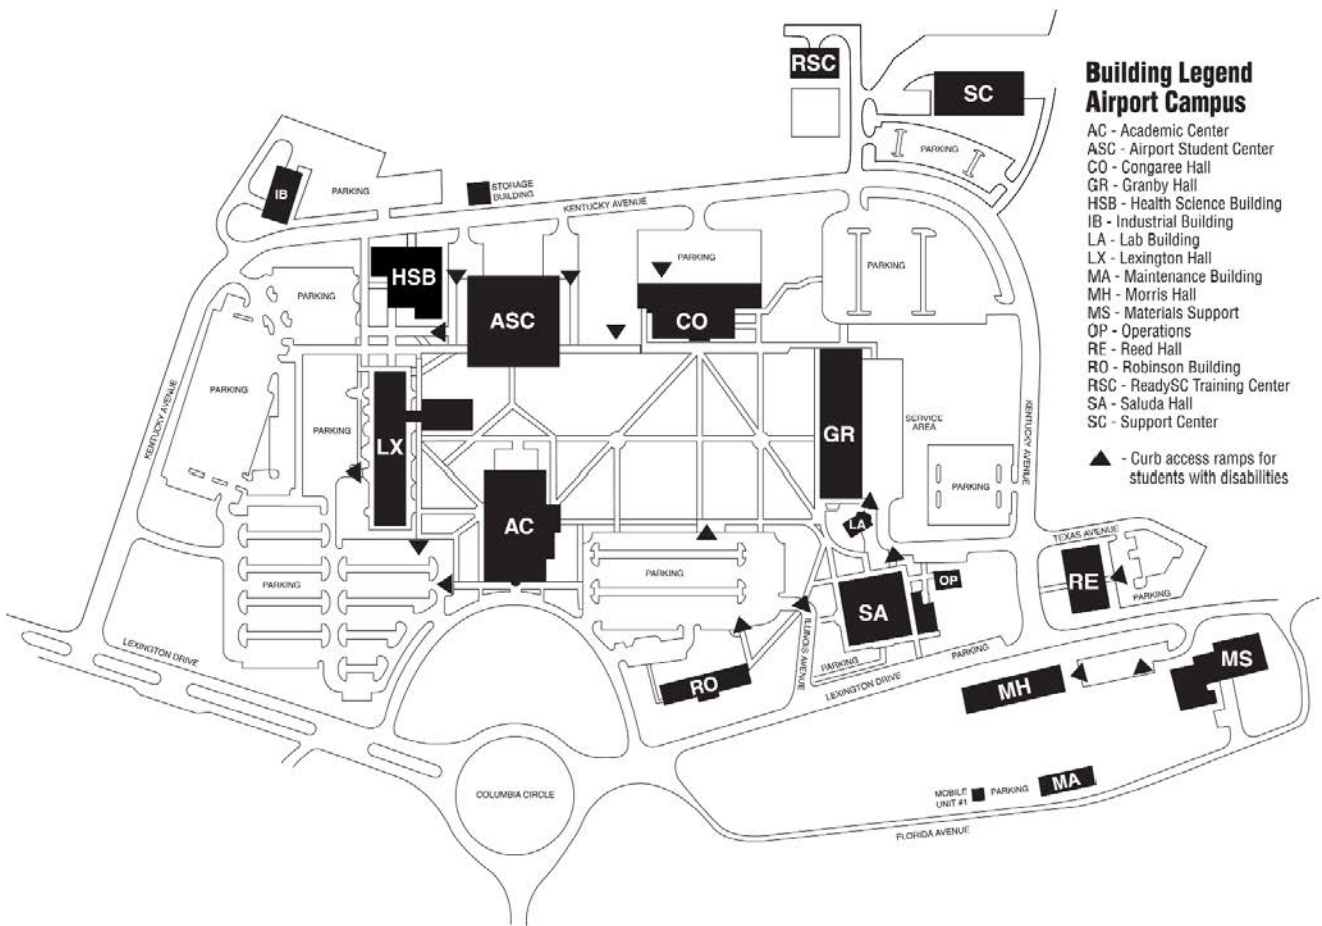 RSC
SC
Building Legend
Airport Campus
AC - Academic Center
ASC - Airport Student Center
CO - Congaree Hall
GR - Granby Hall
HSB - Health Science Building
IB - Industrial Building
LA - Lab Building
LX - Lexington Hall
MA - Maintenance Building
MH - Morris Hall
MS - Materials Support
OP - Operations
RE - Reed Hall
RO - Robinson Building
RSC - ReadySC Training Center
SA - Saluda Hall
SC - Support Center
- Curb access ramps for
students with disabilities
PARKING
IB
PARKING
STORAGE
BUILDING
KENTUCKY AVENUE
HSB
PARKING
ASC
PARKING
CO
PARKING
KENTUCKY AVENUE
PARKING
PARKING
LX
GR
SERVICE
AREA
KENTUCKY AVENUE
PARKING
AC
LA
TEXAS AVENUE
PARKING
PARKING
OP
RE
PARKING
SA
ILLINOIS AVENUE
LEXINGTON DRIVE
PARKING
PARKING
LEXINGTON DRIVE
RO
MH
MS
COLUMBIA CIRCLE
MOBILE
UNIT #1
PARKING
MA
FLORIDA AVENUE